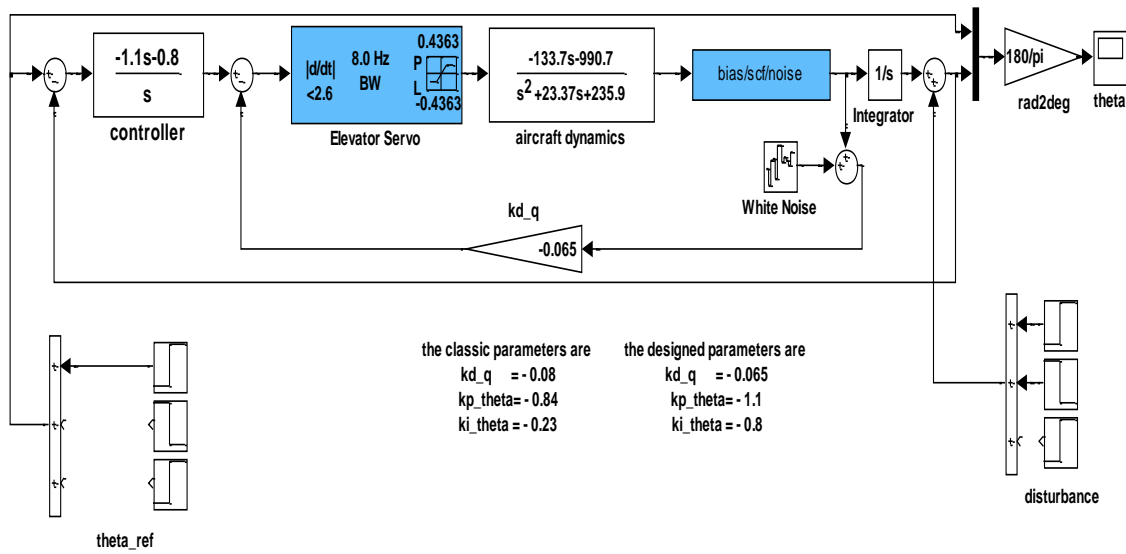 -1.1s-0.8
s
controller
|d/dt|
<2.6
8.0 Hz
BW
0.4363
P
L
-0.4363
Elevator Servo
-133.7s-990.7
s2+23.37s+235.9
aircraft dynamics
bias/scf/noise
1/s
Integrator
180/pi
rad2deg
theta
White Noise
kd_q
-0.065
the classic parameters are
kd_q = - 0.08
kp_theta= - 0.84
ki_theta = - 0.23
the designed parameters are
kd_q = - 0.065
kp_theta= - 1.1
ki_theta = - 0.8
theta_ref
disturbance